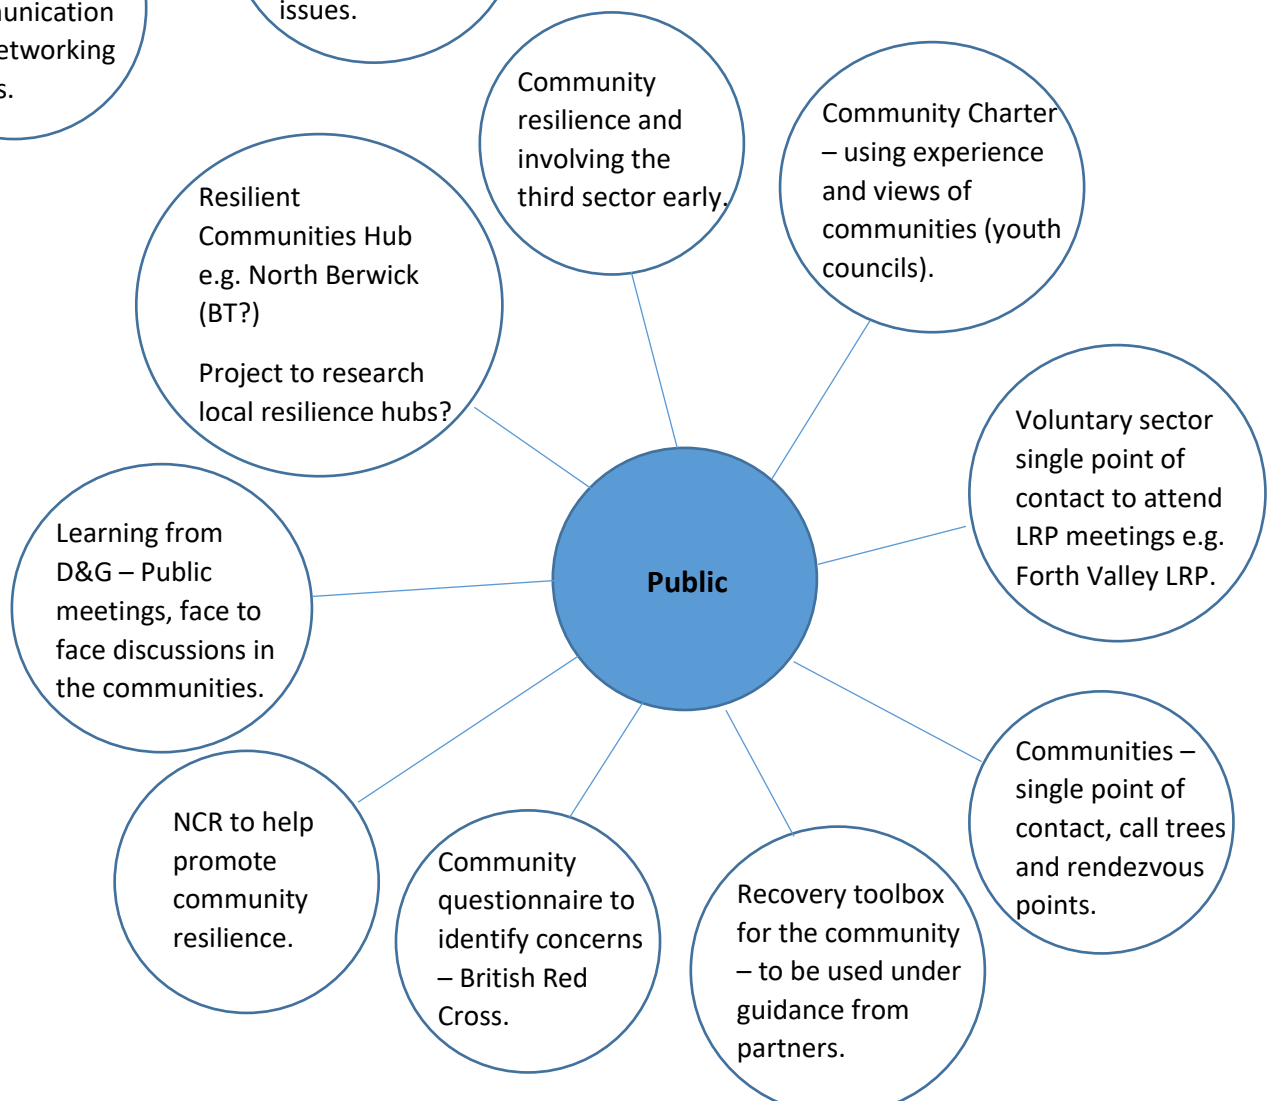 issues.
etworking
s.
Community
resilience and
involving the
third sector early.
Community Charter
– using experience
and views of
communities (youth
councils).
Resilient
Communities Hub
e.g. North Berwick
(BT?)
Project to research
local resilience hubs?
Voluntary sector
single point of
contact to attend
LRP meetings e.g.
Forth Valley LRP.
Learning from
D&G – Public
meetings, face to
face discussions in
the communities.
Public
Communities –
single point of
contact, call trees
and rendezvous
points.
NCR to help
promote
community
resilience.
Community
questionnaire to
identify concerns
– British Red
Cross.
Recovery toolbox
for the community
– to be used under
guidance from
partners.